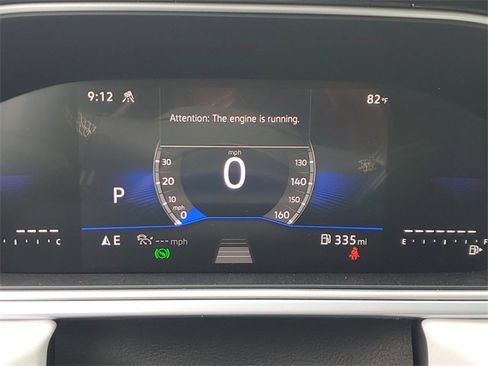 9:12
82°F
Attention: The engine is running.
mph
0
30
20
10
mph
0
130
140
150
160
P
E
--- mph
335 mi
C
E
F